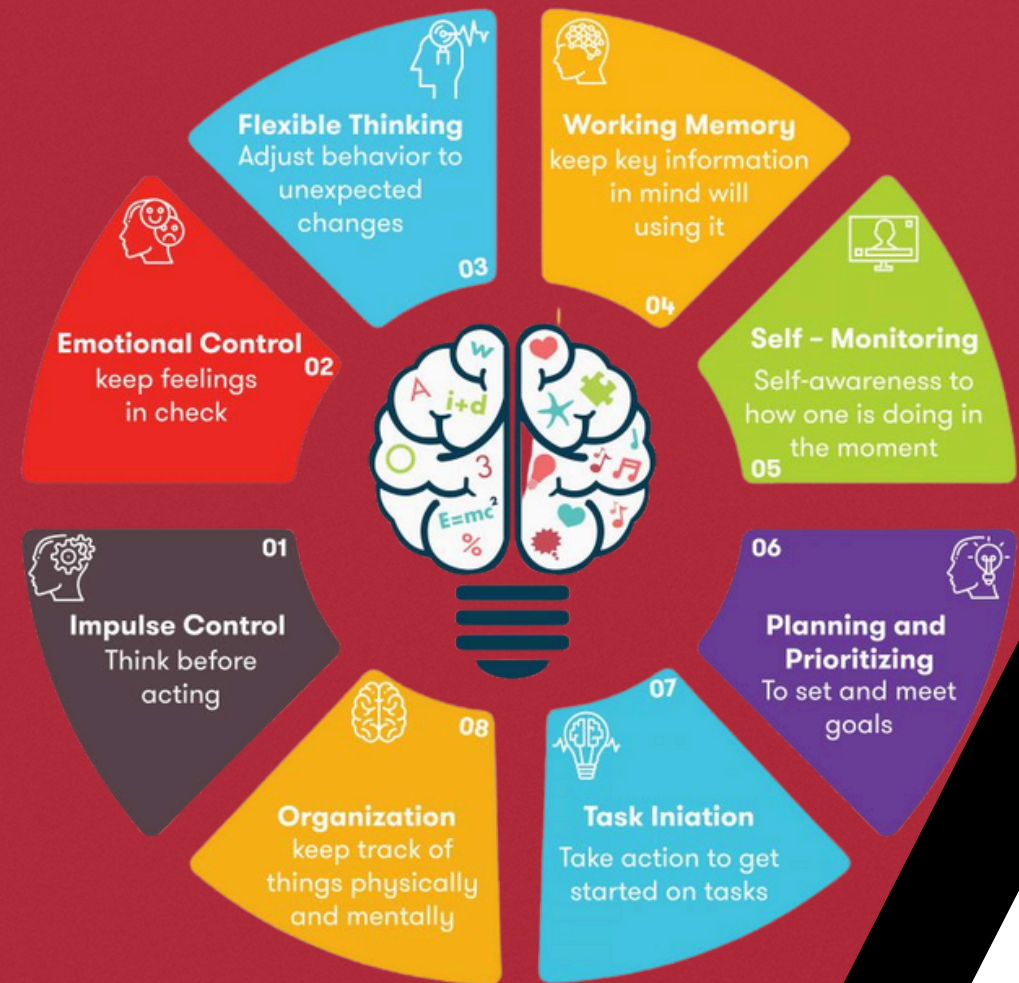 01
Impulse Control
Think before
acting
Emotional Control
02
keep feelings
in check
Flexible Thinking
Adjust behavior to
unexpected
changes
03
Working Memory
keep key information
in mind will
using it
04
Self - Monitoring
Self-awareness to
how one is doing in
the moment
05
06
Planning and
Prioritizing
To set and meet
goals
07
Task Iniation
Take action to get
started on tasks
08
Organization
keep track of
things physically
and mentally
w
A
i+d
3
E=mc²
%